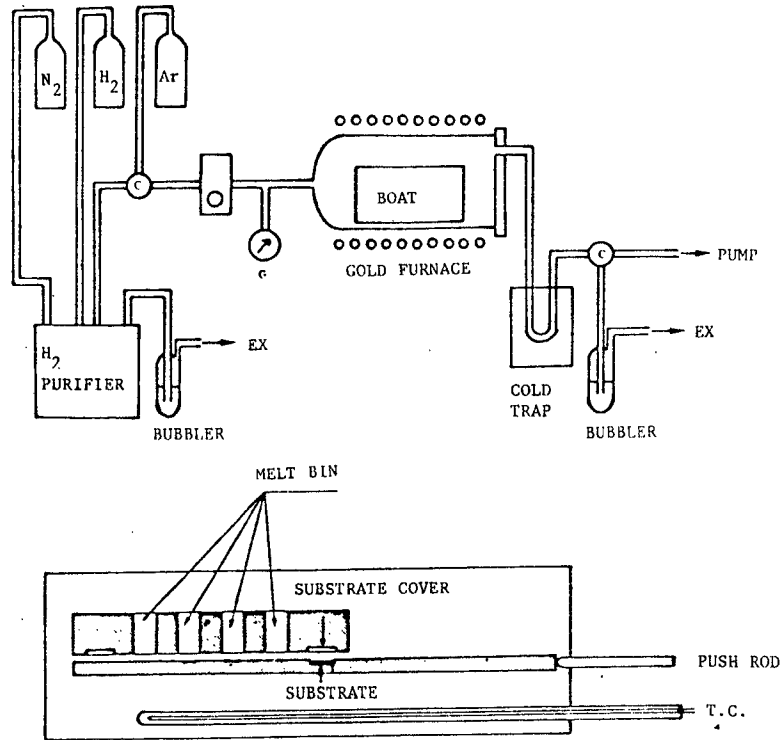 N2
H2
Ar
C
BOAT
G
GOLD FURNACE
C
PUMP
H2
PURIFIER
EX
BUBBLER
COLD
TRAP
EX
BUBBLER
MELT BIN
SUBSTRATE COVER
SUBSTRATE
PUSH ROD
T.C.